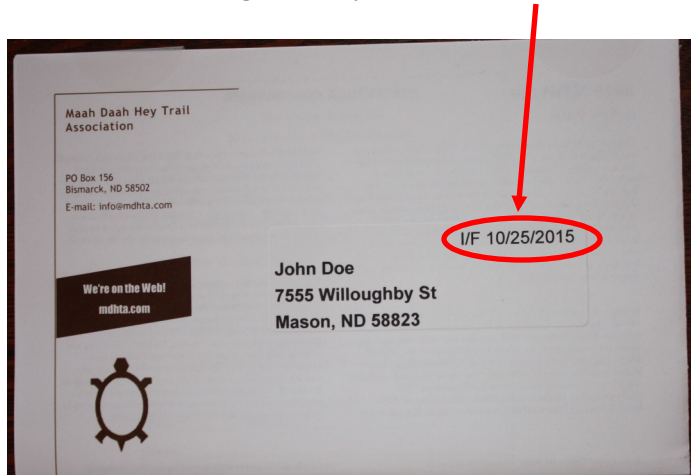 Maah Daah Hey Trail
Association
PO Box 156
Bismarck, ND 58502
E-mail: info@mdhta.com
I/F 10/25/2015
John Doe
7555 Willoughby St
Mason, ND 58823
We're on the Web!
mdhta.com